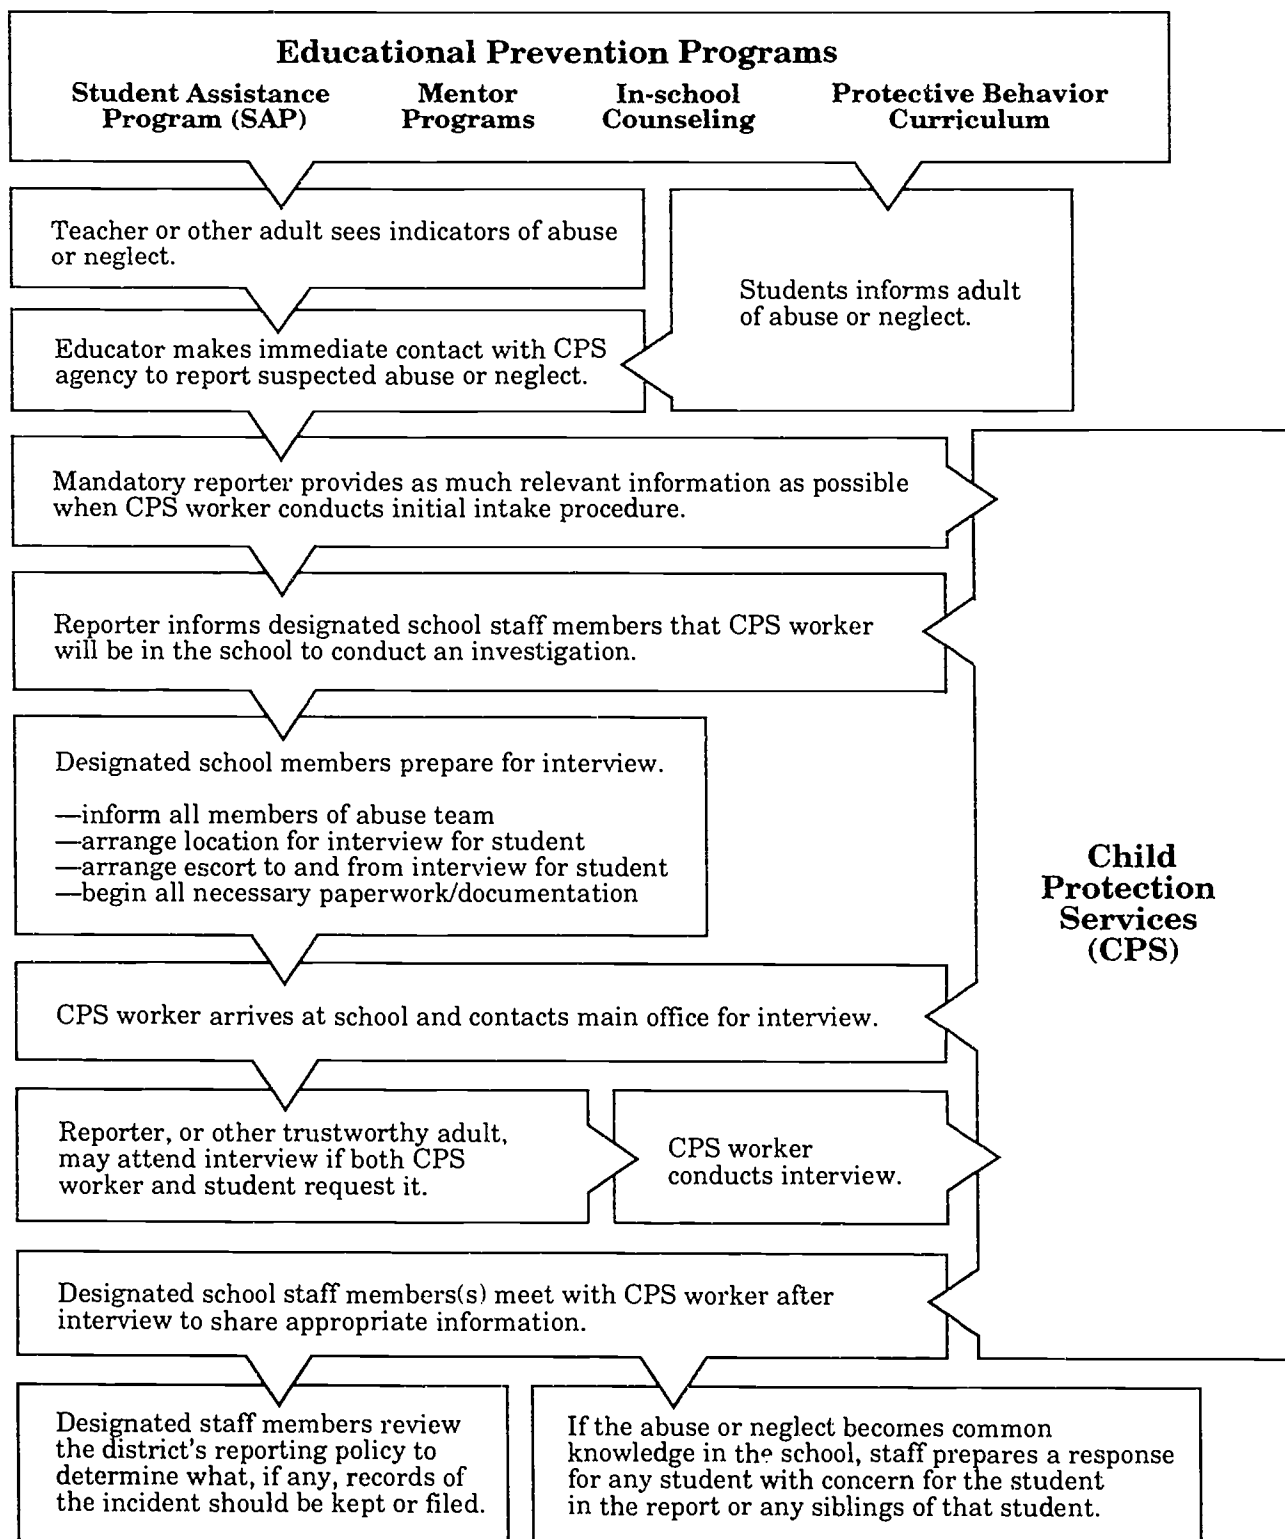 Educational Prevention Programs
Student Assistance
Program (SAP)
Mentor
Programs
In-school
Counseling
Protective Behavior
Curriculum
Teacher or other adult sees indicators of abuse
or neglect.
Students informs adult
of abuse or neglect.
Educator makes immediate contact with CPS
agency to report suspected abuse or neglect.
Mandatory reporter provides as much relevant information as possible
when CPS worker conducts initial intake procedure.
Reporter informs designated school staff members that CPS worker
will be in the school to conduct an investigation.
Designated school members prepare for interview.
—inform all members of abuse team
—arrange location for interview for student
—arrange escort to and from interview for student
—begin all necessary paperwork/documentation
Child
Protection
Services
(CPS)
CPS worker arrives at school and contacts main office for interview.
Reporter, or other trustworthy adult,
may attend interview if both CPS
worker and student request it.
CPS worker
conducts interview.
Designated school staff members(s) meet with CPS worker after
interview to share appropriate information.
Designated staff members review
the district's reporting policy to
determine what, if any, records of
the incident should be kept or filed.
If the abuse or neglect becomes common
knowledge in the school, staff prepares a response
for any student with concern for the student
in the report or any siblings of that student.